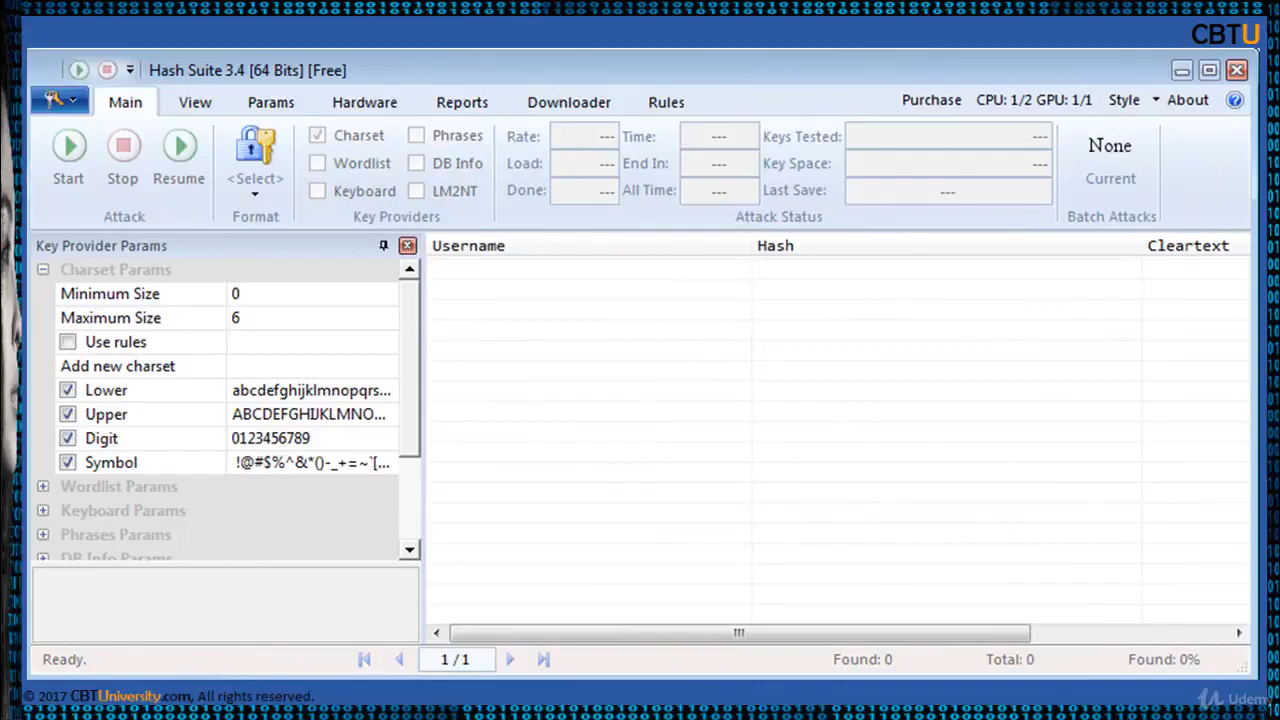 CBTU
Hash Suite 3.4 [64 Bits] [Free]
Main View Params Hardware Reports Downloader Rules Purchase CPU: 1/2 GPU: 1/1 Style About
Start Stop Resume
Attack
<Select>
Format
Charset Phrases
Wordlist DB Info
Keyboard LM2NT
Key Providers
Rate: --- Time: --- Keys Tested: ---
Load: --- End In: --- Key Space: ---
Done: --- All Time: --- Last Save: ---
Attack Status
None
Current
Batch Attacks
Key Provider Params
Charset Params
Minimum Size 0
Maximum Size 6
Use rules
Add new charset
Lower abcdefghijklmnopqrs...
Upper ABCDEFGHIJKLMNO...
Digit 0123456789
Symbol !@#$%^&*()-_+=~`[...
Wordlist Params
Keyboard Params
Phrases Params
DB Info Params
Username Hash Cleartext
Ready. 1 / 1 Found: 0 Total: 0 Found: 0%
© 2017 CBTUniversity.com, All rights reserved.
Udemy